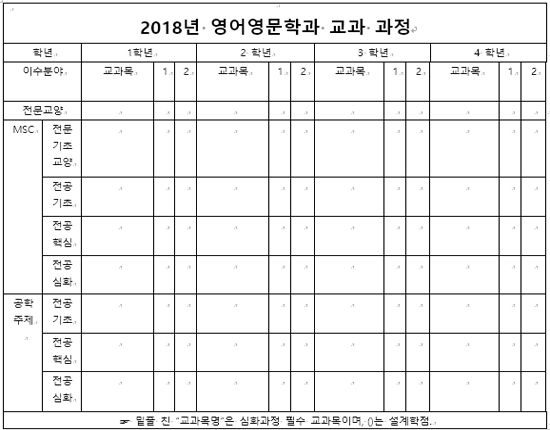 2018년 영어영문학과 교과 과정
학년 1학년 2 학년 3 학년 4 학년
이수분야 교과목 1 2 교과목 1 2 교과목 1 2 교과목 1 2
전문교양
MSC 전문
기초
교양
전공
기초
전공
핵심
전공
심화
공학 전공
주제 기초
전공
핵심
전공
심화
☞ 밑줄 친 "교과목명"은 심화과정 필수 교과목이며, ()는 설계학점.